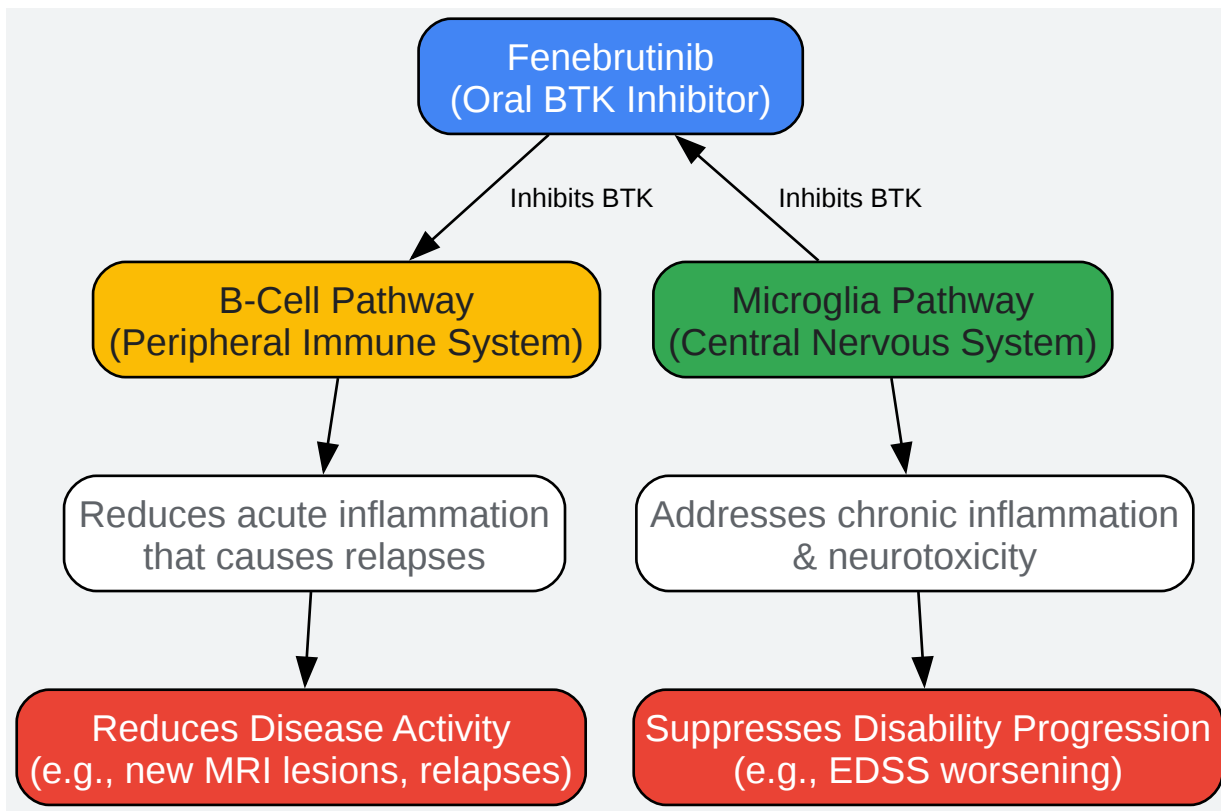 Fenebrutinib
(Oral BTK Inhibitor)
Inhibits BTK
Inhibits BTK
B-Cell Pathway
(Peripheral Immune System)
Microglia Pathway
(Central Nervous System)
Reduces acute inflammation
that causes relapses
Addresses chronic inflammation
& neurotoxicity
Reduces Disease Activity
(e.g., new MRI lesions, relapses)
Suppresses Disability Progression
(e.g., EDSS worsening)